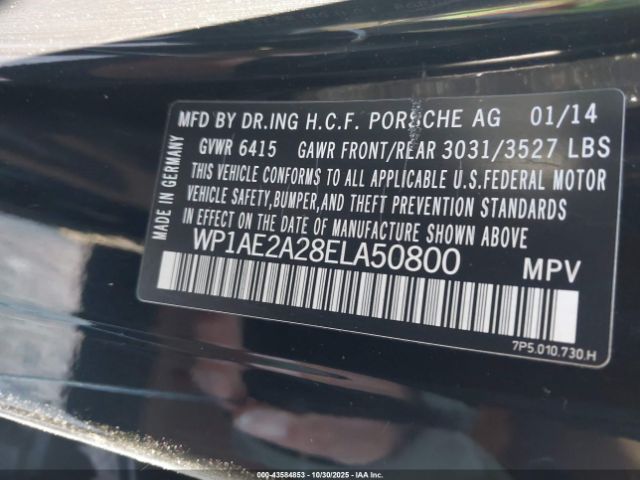 MFD BY DR.ING H.C.F. PORSCHE AG 01/14
GVWR 6415 GAWR FRONT/REAR 3031/3527 LBS
THIS VEHICLE CONFORMS TO ALL APPLICABLE U.S.FEDERAL MOTOR
VEHICLE SAFETY,BUMPER,AND THEFT PREVENTION STANDARDS
IN EFFECT ON THE DATE OF MANUFACTURE SHOWN ABOVE
MADE IN GERMANY
WP1AE2A28ELA50800 MPV
7P5.010.730.H
000-43584853 | 10/30/2025 | IAA, Inc.